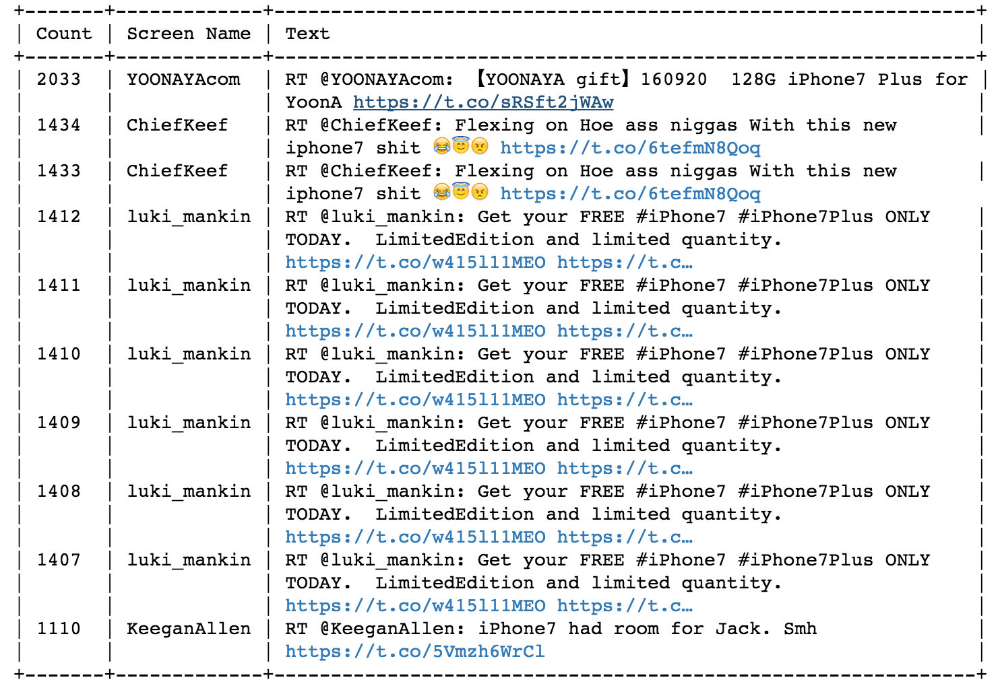 +-------+-------------+---------------------------------------------------------------+
| Count | Screen Name | Text |
+-------+-------------+---------------------------------------------------------------+
| 2033 | YOONAYAcom | RT @YOONAYAcom: 【YOONAYA gift】160920  128G iPhone7 Plus for |
| | | YoonA https://t.co/sRSft2jWAw |
| 1434 | ChiefKeef | RT @ChiefKeef: Flexing on Hoe ass niggas With this new |
| | | iphone7 shit 😂😇😠 https://t.co/6tefmN8Qoq |
| 1433 | ChiefKeef | RT @ChiefKeef: Flexing on Hoe ass niggas With this new |
| | | iphone7 shit 😂😇😠 https://t.co/6tefmN8Qoq |
| 1412 | luki_mankin | RT @luki_mankin: Get your FREE #iPhone7 #iPhone7Plus ONLY |
| | | TODAY.  LimitedEdition and limited quantity. |
| | | https://t.co/w415l11MEO https://t.c… |
| 1411 | luki_mankin | RT @luki_mankin: Get your FREE #iPhone7 #iPhone7Plus ONLY |
| | | TODAY.  LimitedEdition and limited quantity. |
| | | https://t.co/w415l11MEO https://t.c… |
| 1410 | luki_mankin | RT @luki_mankin: Get your FREE #iPhone7 #iPhone7Plus ONLY |
| | | TODAY.  LimitedEdition and limited quantity. |
| | | https://t.co/w415l11MEO https://t.c… |
| 1409 | luki_mankin | RT @luki_mankin: Get your FREE #iPhone7 #iPhone7Plus ONLY |
| | | TODAY.  LimitedEdition and limited quantity. |
| | | https://t.co/w415l11MEO https://t.c… |
| 1408 | luki_mankin | RT @luki_mankin: Get your FREE #iPhone7 #iPhone7Plus ONLY |
| | | TODAY.  LimitedEdition and limited quantity. |
| | | https://t.co/w415l11MEO https://t.c… |
| 1407 | luki_mankin | RT @luki_mankin: Get your FREE #iPhone7 #iPhone7Plus ONLY |
| | | TODAY.  LimitedEdition and limited quantity. |
| | | https://t.co/w415l11MEO https://t.c… |
| 1110 | KeeganAllen | RT @KeeganAllen: iPhone7 had room for Jack. Smh |
| | | https://t.co/5Vmzh6WrCl |
+-------+-------------+---------------------------------------------------------------+